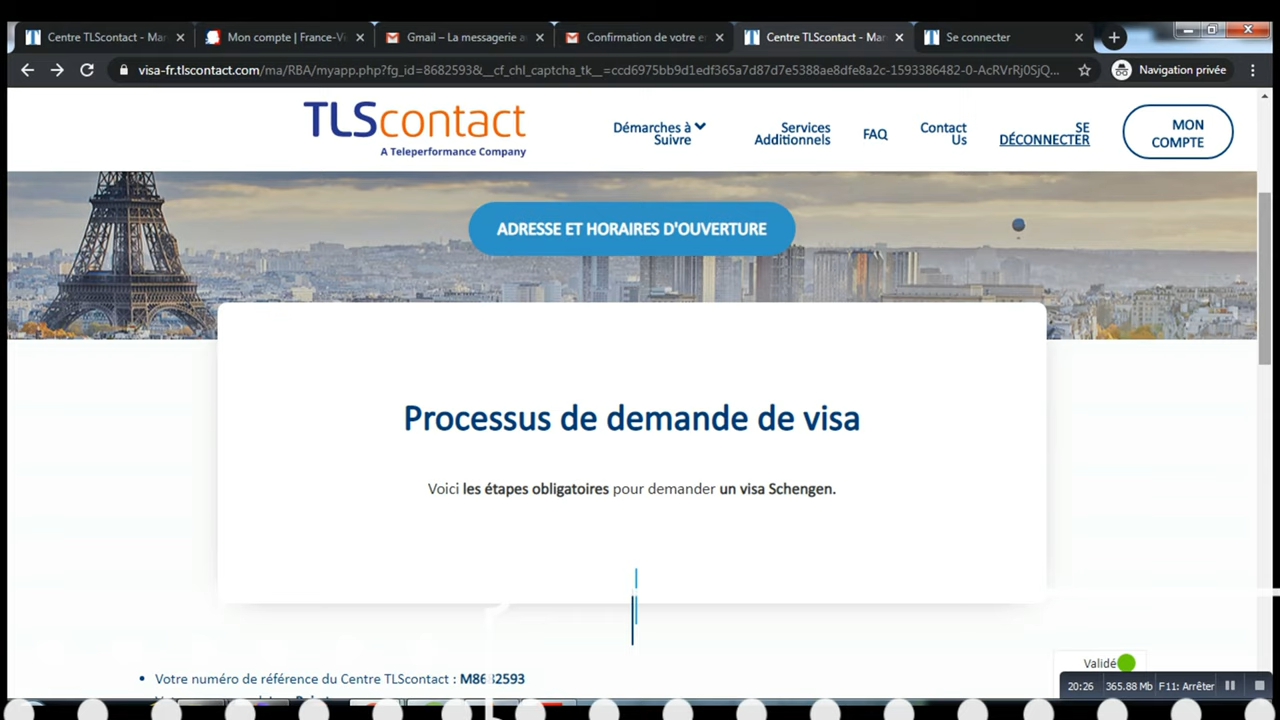 Centre TLScontact - Mar
Mon compte | France-Vi
Gmail – La messagerie a
Confirmation de votre e
Centre TLScontact - Mar
Se connecter
visa-fr.tlscontact.com/ma/RBA/myapp.php?fg_id=8682593&__cf_chl_captcha_tk__=ccd6975bb9d1edf365a7d87d7e5388ae8dfe8a2c-1593386482-0-AcRVrRj0SjQ...
Navigation privée
TLScontact
A Teleperformance Company
Démarches à
Suivre
Services
Additionnels
FAQ
Contact
Us
SE
DÉCONNECTER
MON
COMPTE
ADRESSE ET HORAIRES D'OUVERTURE
Processus de demande de visa
Voici les étapes obligatoires pour demander un visa Schengen.
Votre numéro de référence du Centre TLScontact : M8682593
Validé
20:26
365.88 Mb
F11: Arrêter